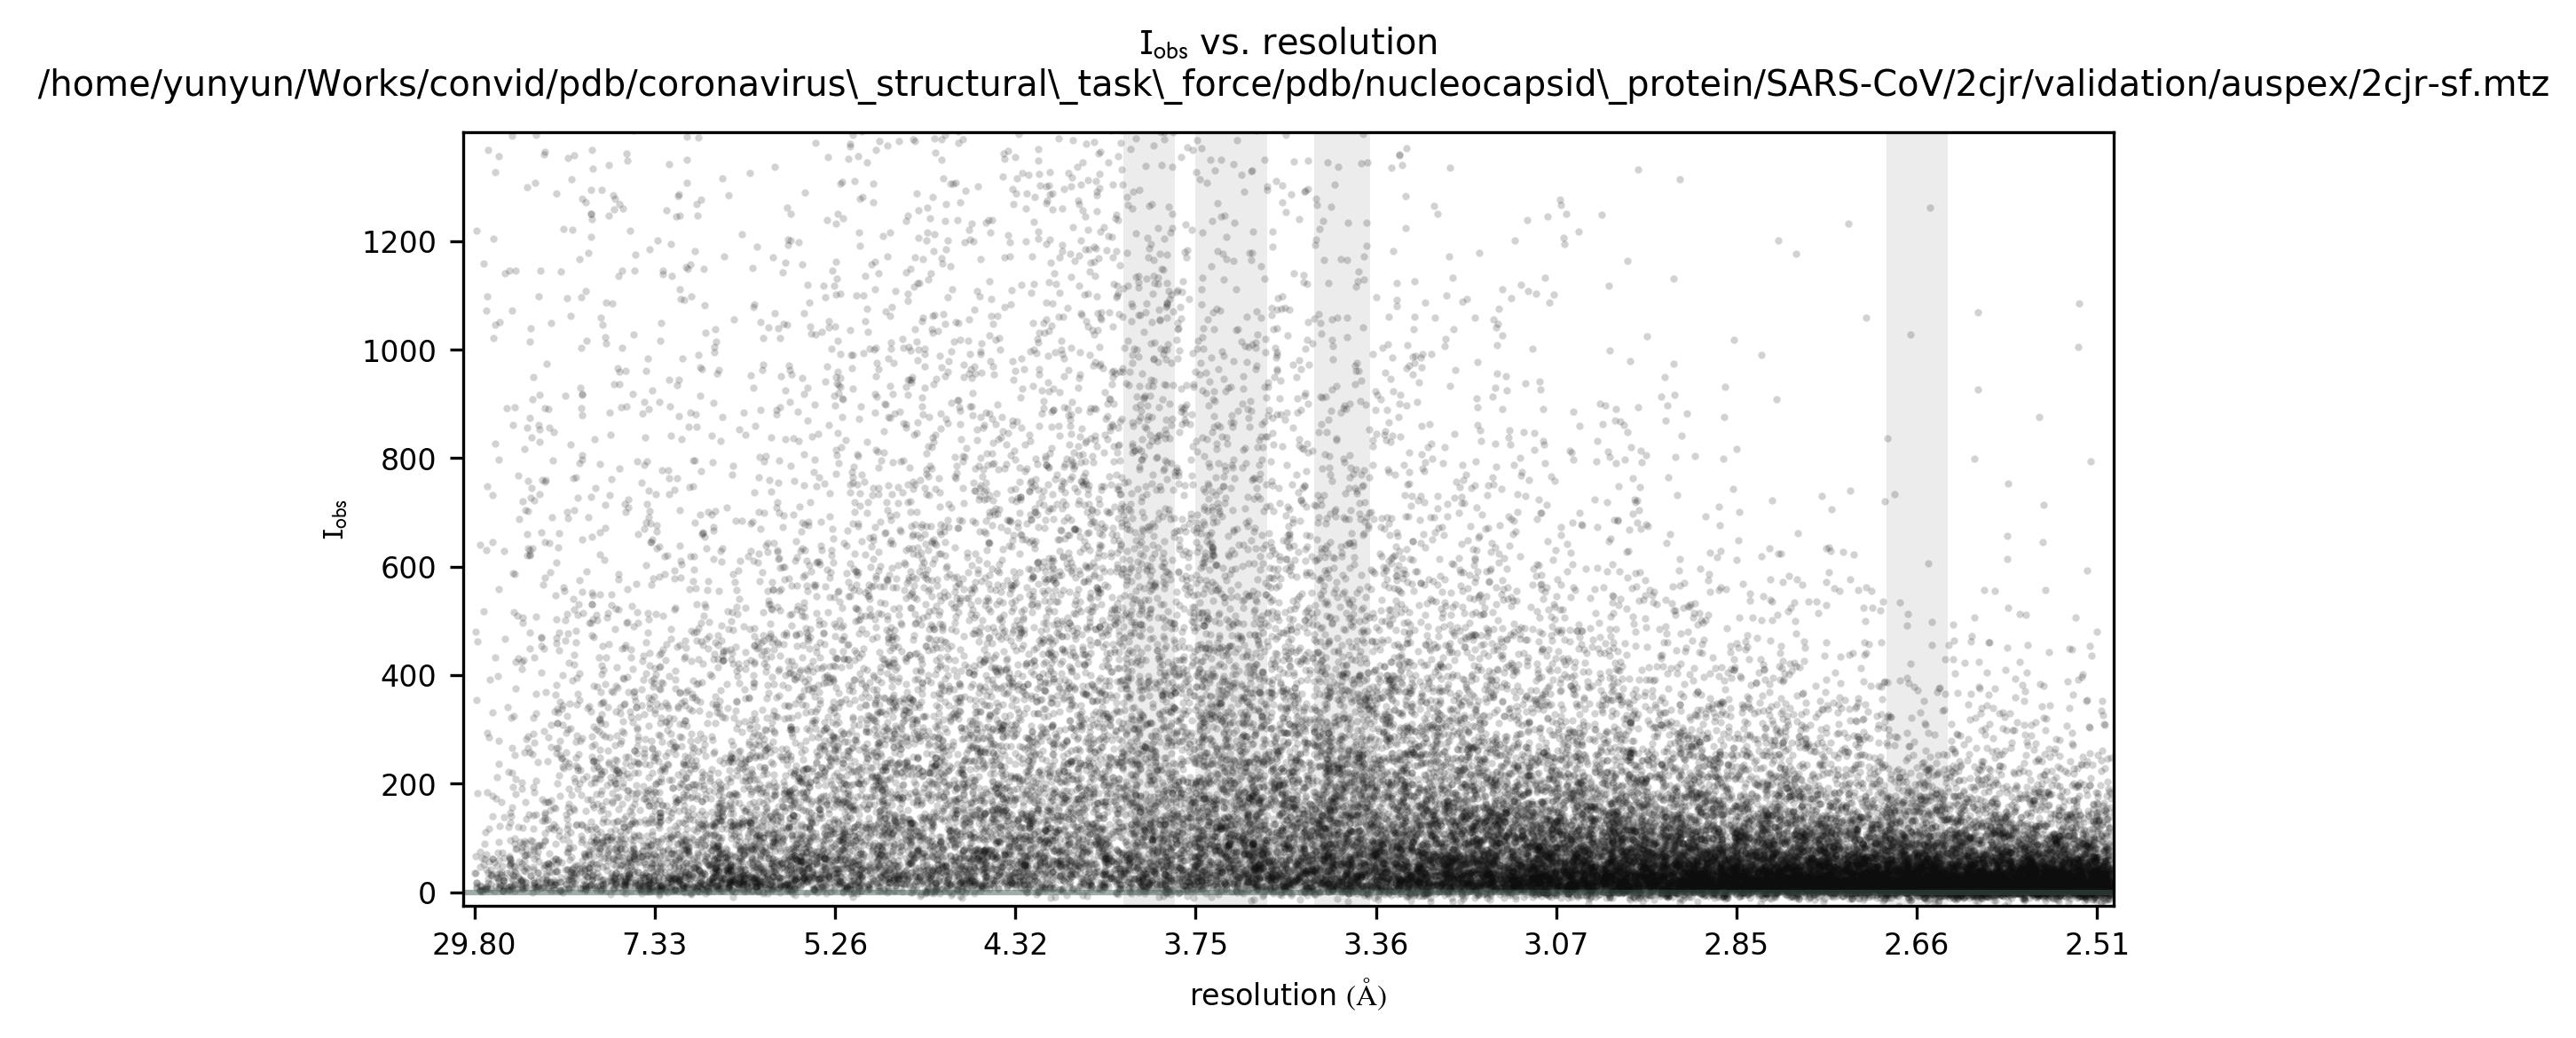 I_obs vs. resolution
/home/yunyun/Works/convid/pdb/coronavirus\_structural\_task\_force/pdb/nucleocapsid\_protein/SARS-CoV/2cjr/validation/auspex/2cjr-sf.mtz
1200
1000
800
600
400
200
0
I_obs
29.80 7.33 5.26 4.32 3.75 3.36 3.07 2.85 2.66 2.51
resolution (Å)